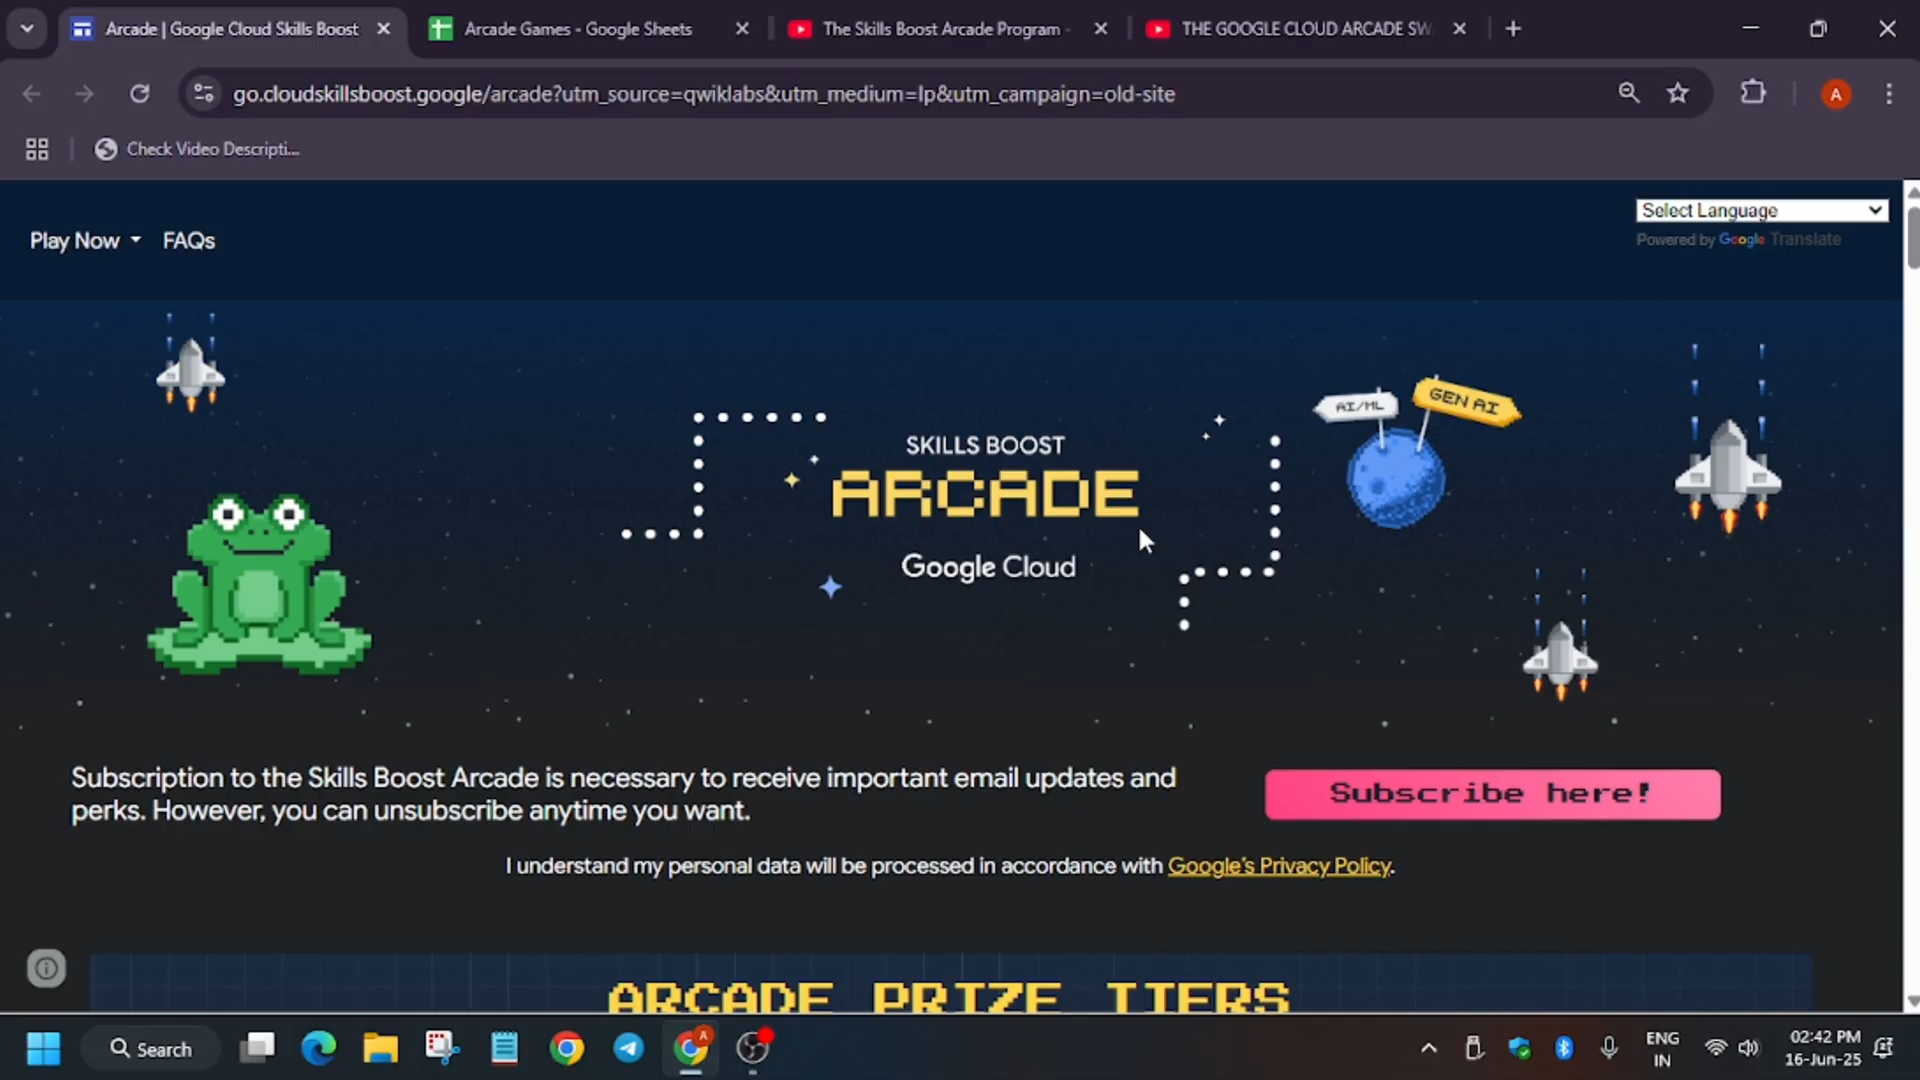 Arcade | Google Cloud Skills Boost
Arcade Games - Google Sheets
The Skills Boost Arcade Program -
THE GOOGLE CLOUD ARCADE SW
go.cloudskillsboost.google/arcade?utm_source=qwiklabs&utm_medium=lp&utm_campaign=old-site
A
Check Video Descripti...
Play Now
FAQs
Select Language
Powered by Google Translate
AI/ML
GEN AI
SKILLS BOOST
ARCADE
Google Cloud
Subscription to the Skills Boost Arcade is necessary to receive important email updates and
perks. However, you can unsubscribe anytime you want.
Subscribe here!
I understand my personal data will be processed in accordance with Google's Privacy Policy.
ARCADE PRIZE TIERS
Search
A
ENG
IN
02:42 PM
16-Jun-25